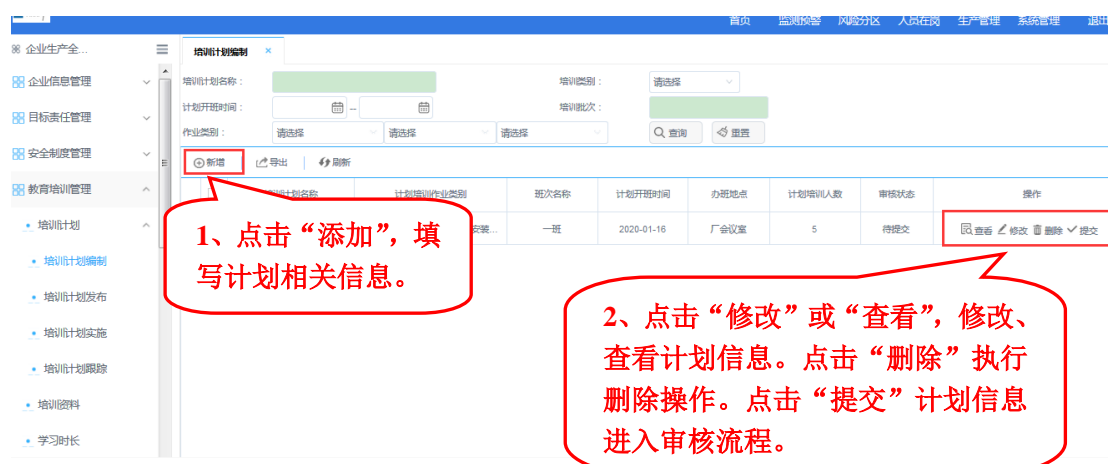 首页 监测预警 风险分区 人员在岗 生产管理 系统管理 退出
企业生产全...
培训计划编制 ×
企业信息管理
培训计划名称：
培训类别：
请选择
目标责任管理
计划开班时间：
–
培训批次：
作业类别：
请选择
请选择
请选择
查询
重置
安全制度管理
新增
导出
刷新
教育培训管理
计划培训作业类别
班次名称
计划开班时间
办班地点
计划培训人数
审核状态
操作
培训计划
安装...
一班
2020-01-16
厂会议室
5
待提交
查看 修改 删除 提交
培训计划编制
培训计划发布
培训计划实施
培训计划跟踪
培训资料
学习时长
1、点击“添加”，填
写计划相关信息。
2、点击“修改”或“查看”，修改、
查看计划信息。点击“删除”执行
删除操作。点击“提交”计划信息
进入审核流程。